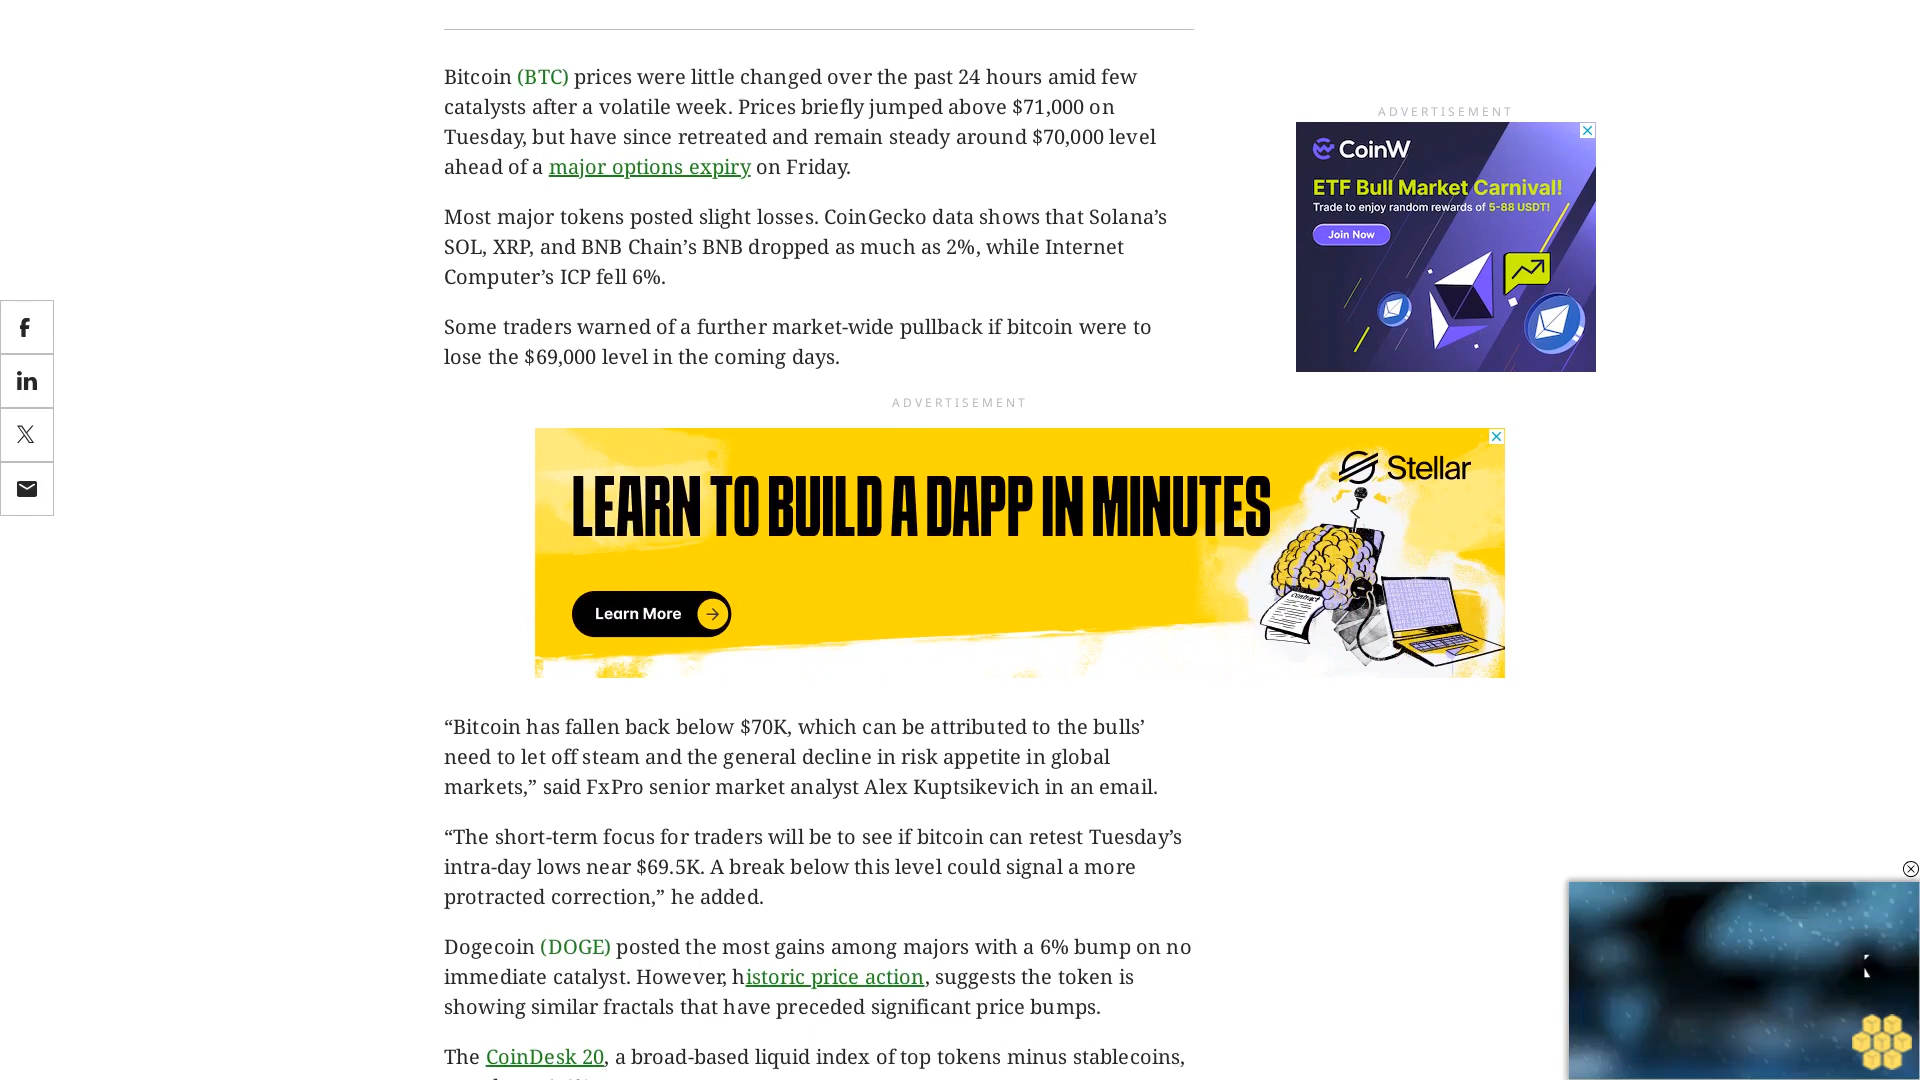 Bitcoin (BTC) prices were little changed over the past 24 hours amid few
catalysts after a volatile week. Prices briefly jumped above $71,000 on
Tuesday, but have since retreated and remain steady around $70,000 level
ahead of a major options expiry on Friday.
Most major tokens posted slight losses. CoinGecko data shows that Solana’s
SOL, XRP, and BNB Chain’s BNB dropped as much as 2%, while Internet
Computer’s ICP fell 6%.
Some traders warned of a further market-wide pullback if bitcoin were to
lose the $69,000 level in the coming days.
ADVERTISEMENT
CoinW
ETF Bull Market Carnival!
Trade to enjoy random rewards of 5-88 USDT!
Join Now
ADVERTISEMENT
LEARN TO BUILD A DAPP IN MINUTES
Stellar
contract
Learn More
“Bitcoin has fallen back below $70K, which can be attributed to the bulls’
need to let off steam and the general decline in risk appetite in global
markets,” said FxPro senior market analyst Alex Kuptsikevich in an email.
“The short-term focus for traders will be to see if bitcoin can retest Tuesday’s
intra-day lows near $69.5K. A break below this level could signal a more
protracted correction,” he added.
Dogecoin (DOGE) posted the most gains among majors with a 6% bump on no
immediate catalyst. However, historic price action, suggests the token is
showing similar fractals that have preceded significant price bumps.
The CoinDesk 20, a broad-based liquid index of top tokens minus stablecoins,